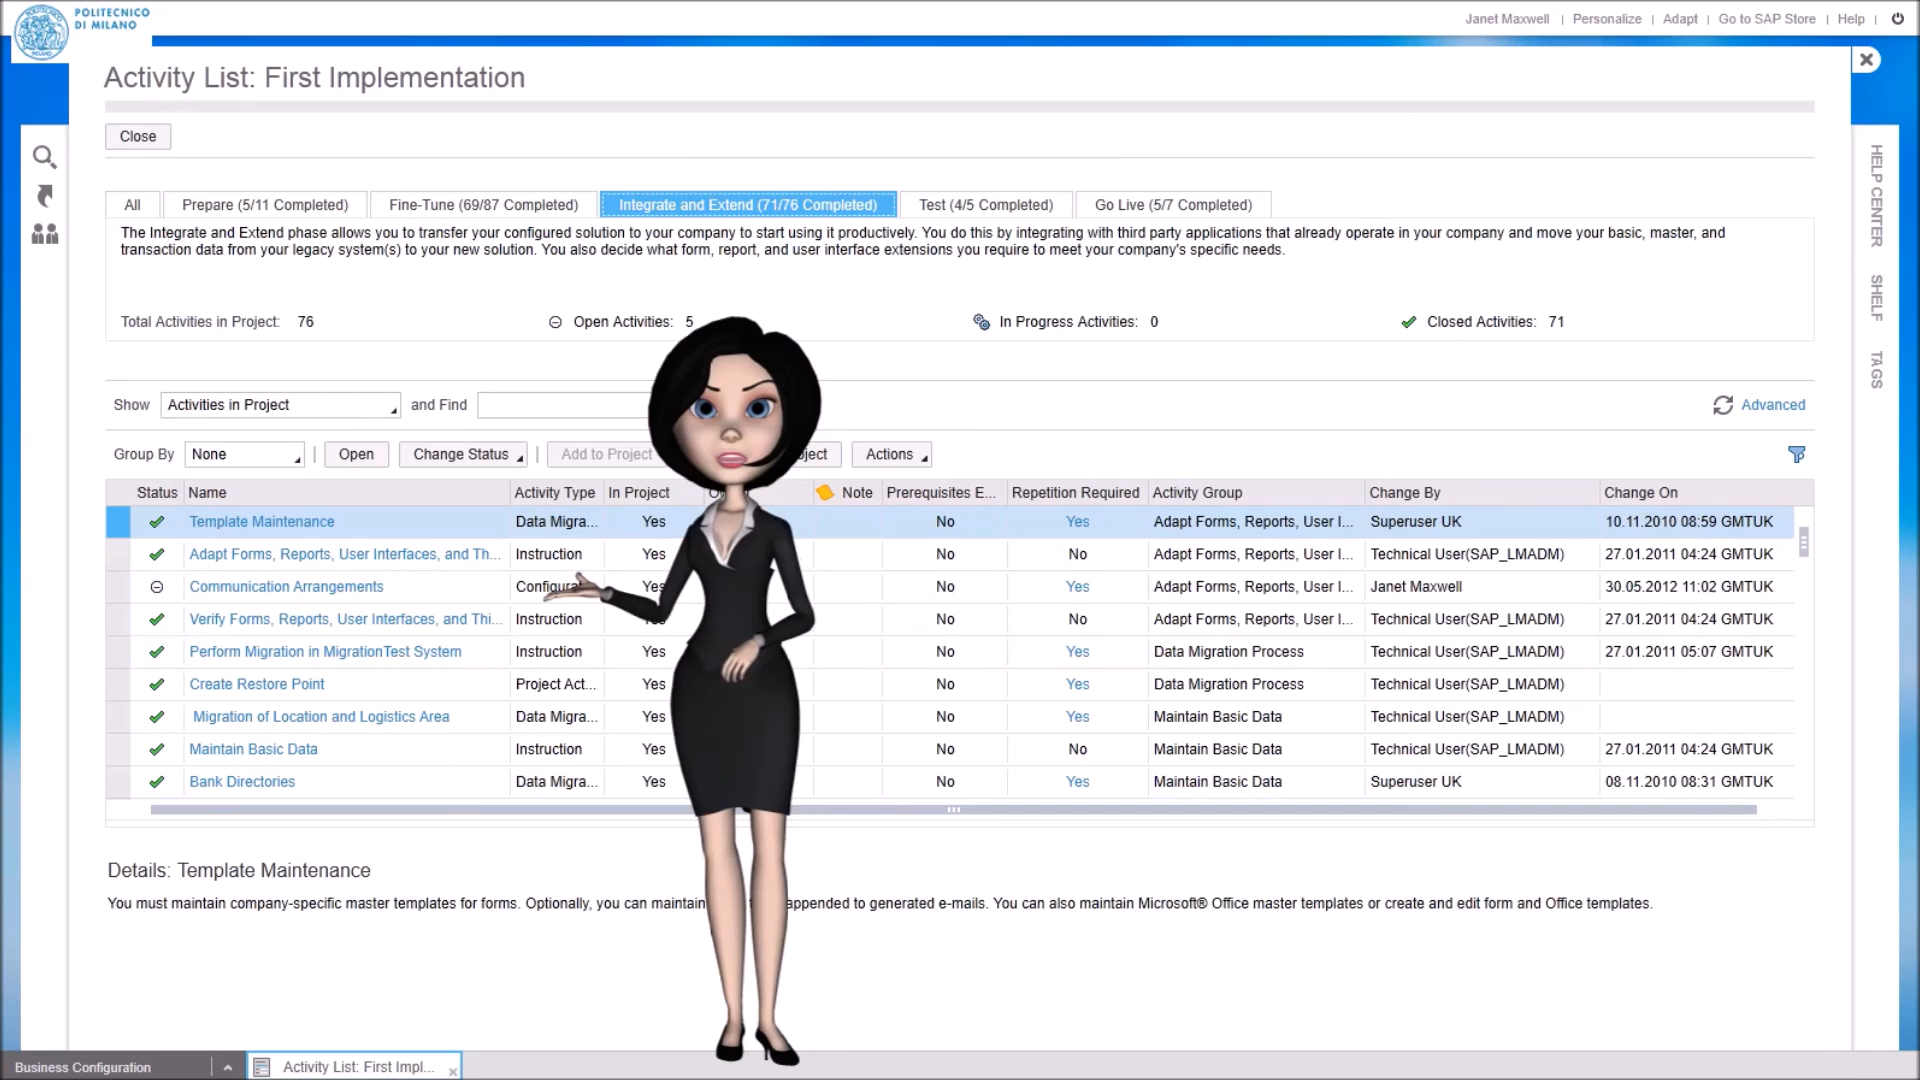 POLITECNICO
DI MILANO
Janet Maxwell | Personalize | Adapt | Go to SAP Store | Help |
Activity List: First Implementation
Close
HELP CENTER
SHELF
TAGS
All Prepare (5/11 Completed) Fine-Tune (69/87 Completed) Integrate and Extend (71/76 Completed) Test (4/5 Completed) Go Live (5/7 Completed)
The Integrate and Extend phase allows you to transfer your configured solution to your company to start using it productively. You do this by integrating with third party applications that already operate in your company and move your basic, master, and
transaction data from your legacy system(s) to your new solution. You also decide what form, report, and user interface extensions you require to meet your company's specific needs.
Total Activities in Project: 76 Open Activities: 5 In Progress Activities: 0 Closed Activities: 71
Show Activities in Project and Find Advanced
Group By None | Open Change Status | Add to Project Actions
Status Name Activity Type In Project Note Prerequisites E... Repetition Required Activity Group Change By Change On
Template Maintenance Data Migra... Yes No Yes Adapt Forms, Reports, User I... Superuser UK 10.11.2010 08:59 GMTUK
Adapt Forms, Reports, User Interfaces, and Th... Instruction Yes No No Adapt Forms, Reports, User I... Technical User(SAP_LMADM) 27.01.2011 04:24 GMTUK
Communication Arrangements Yes No Yes Adapt Forms, Reports, User I... Janet Maxwell 30.05.2012 11:02 GMTUK
Verify Forms, Reports, User Interfaces, and Thi... Instruction Yes No No Adapt Forms, Reports, User I... Technical User(SAP_LMADM) 27.01.2011 04:24 GMTUK
Perform Migration in MigrationTest System Instruction Yes No Yes Data Migration Process Technical User(SAP_LMADM) 27.01.2011 05:07 GMTUK
Create Restore Point Project Act... Yes No Yes Data Migration Process Technical User(SAP_LMADM)
Migration of Location and Logistics Area Data Migra... Yes No Yes Maintain Basic Data Technical User(SAP_LMADM)
Maintain Basic Data Instruction Yes No No Maintain Basic Data Technical User(SAP_LMADM) 27.01.2011 04:24 GMTUK
Bank Directories Data Migra... Yes No Yes Maintain Basic Data Superuser UK 08.11.2010 08:31 GMTUK
Details: Template Maintenance
You must maintain company-specific master templates for forms. Optionally, you can maintain appended to generated e-mails. You can also maintain Microsoft® Office master templates or create and edit form and Office templates.
Business Configuration Activity List: First Impl...